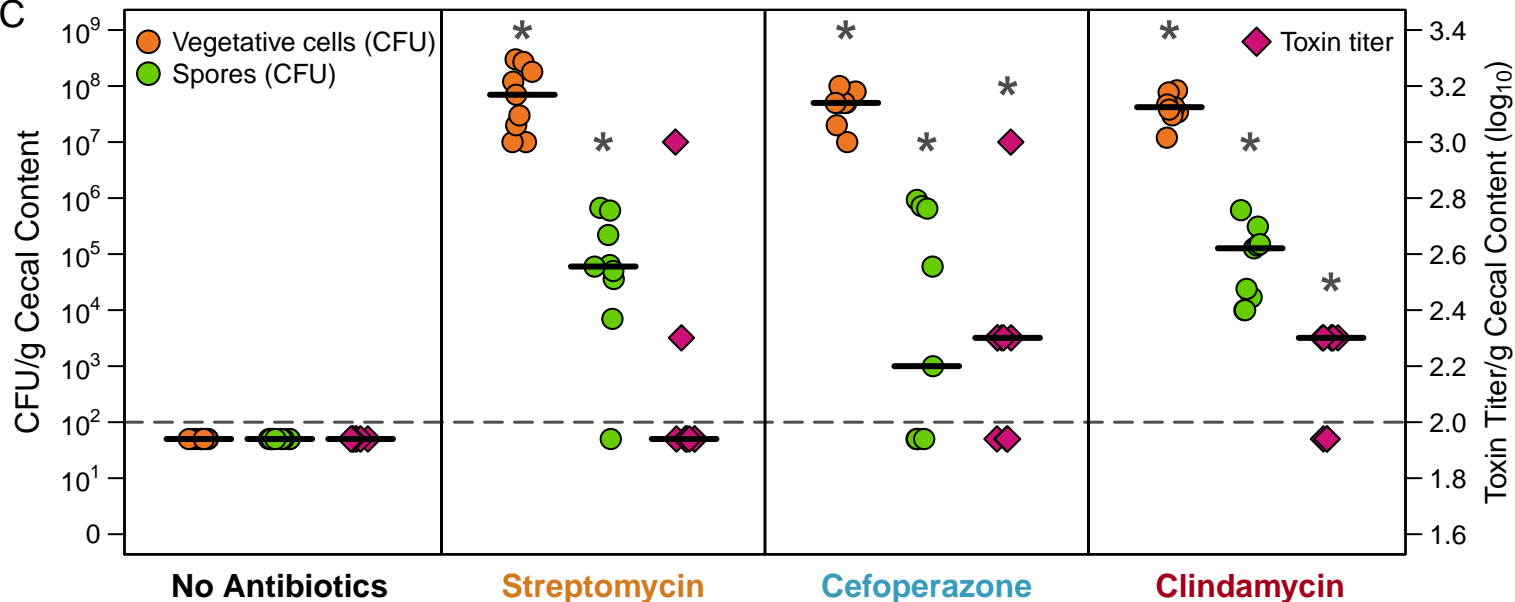 C
CFU/g Cecal Content
10⁹
10⁸
10⁷
10⁶
10⁵
10⁴
10³
10²
10¹
0
Vegetative cells (CFU)
Spores (CFU)
Toxin titer
*
*
*
*
*
*
*
*
3.4
3.2
3.0
2.8
2.6
2.4
2.2
2.0
1.8
1.6
Toxin Titer/g Cecal Content (log₁₀)
No Antibiotics
Streptomycin
Cefoperazone
Clindamycin